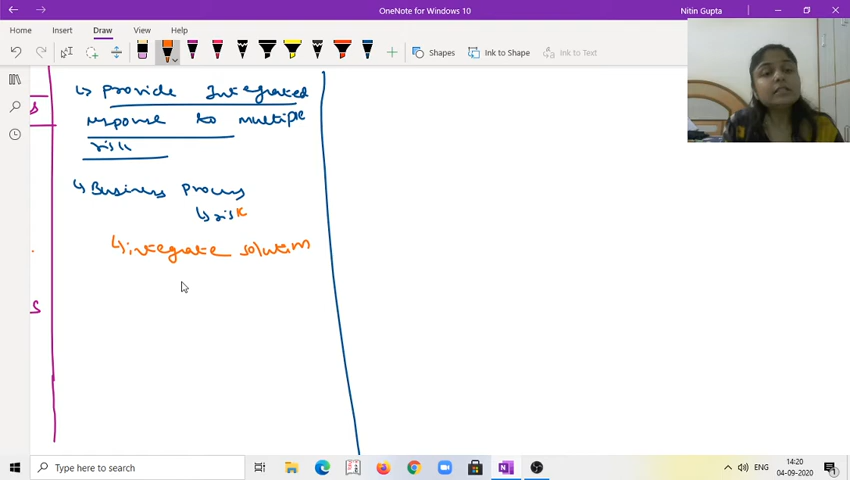 OneNote for Windows 10
Nitin Gupta
Home Insert Draw View Help
Shapes Ink to Shape Ink to Text
↳ Provide Integrated
response to multiple
risk
↳ Business Process
↳ risk
↳ integrate solution
s
s
Type here to search
ENG
14:20
04-09-2020